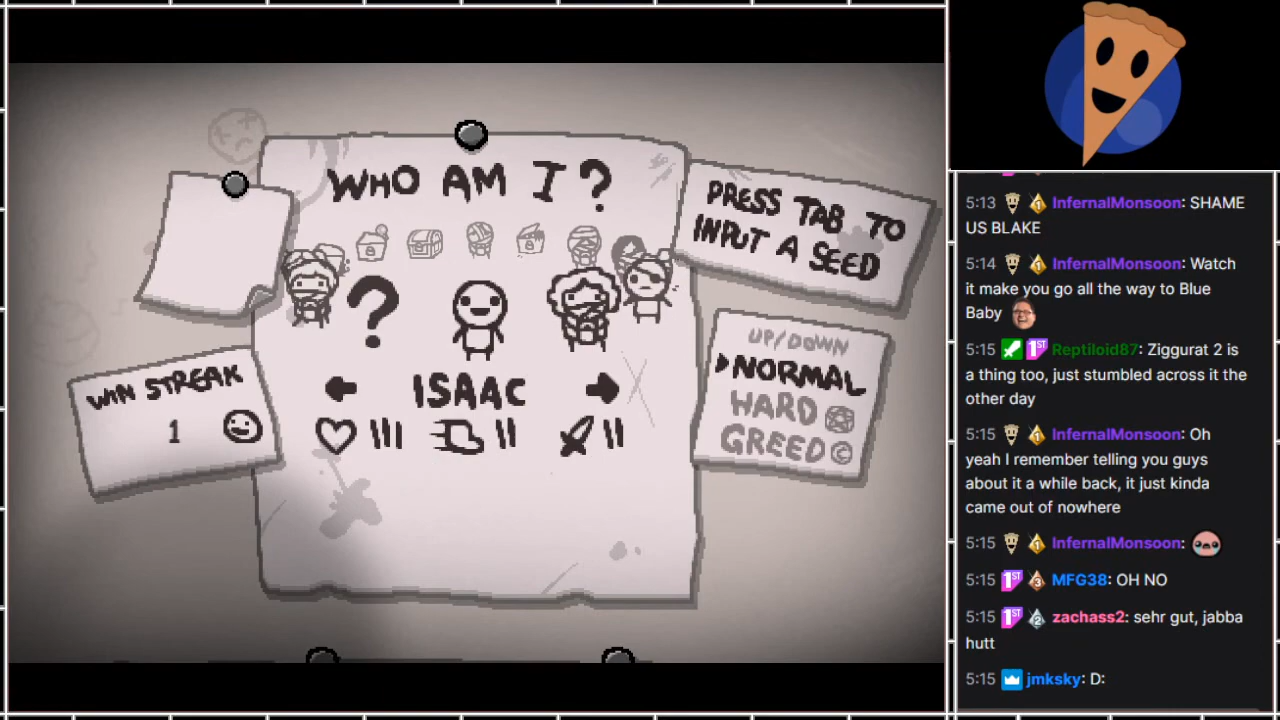 WHO AM I?
PRESS TAB TO
INPUT A SEED
WIN STREAK
1
?
ISAAC
UP/DOWN
NORMAL
HARD
GREED
5:13 InfernalMonsoon: SHAME
US BLAKE
5:14 InfernalMonsoon: Watch
it make you go all the way to Blue
Baby
5:15 Reptiloid87: Ziggurat 2 is
a thing too, just stumbled across it the
other day
5:15 InfernalMonsoon: Oh
yeah I remember telling you guys
about it a while back, it just kinda
came out of nowhere
5:15 InfernalMonsoon:
5:15 MFG38: OH NO
5:15 zachass2: sehr gut, jabba
hutt
5:15 jmksky: D: